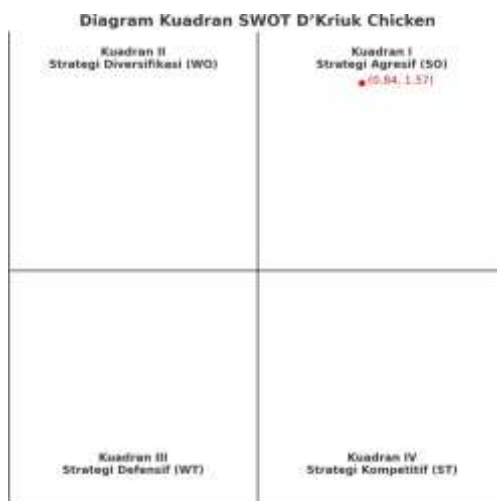 Diagram Kuadran SWOT D'Kriuk Chicken
Kuadran II
Strategi Diversifikasi (WO)
Kuadran I
Strategi Agresif (SO)
(0.84, 1.57)
Kuadran III
Strategi Defensif (WT)
Kuadran IV
Strategi Kompetitif (ST)